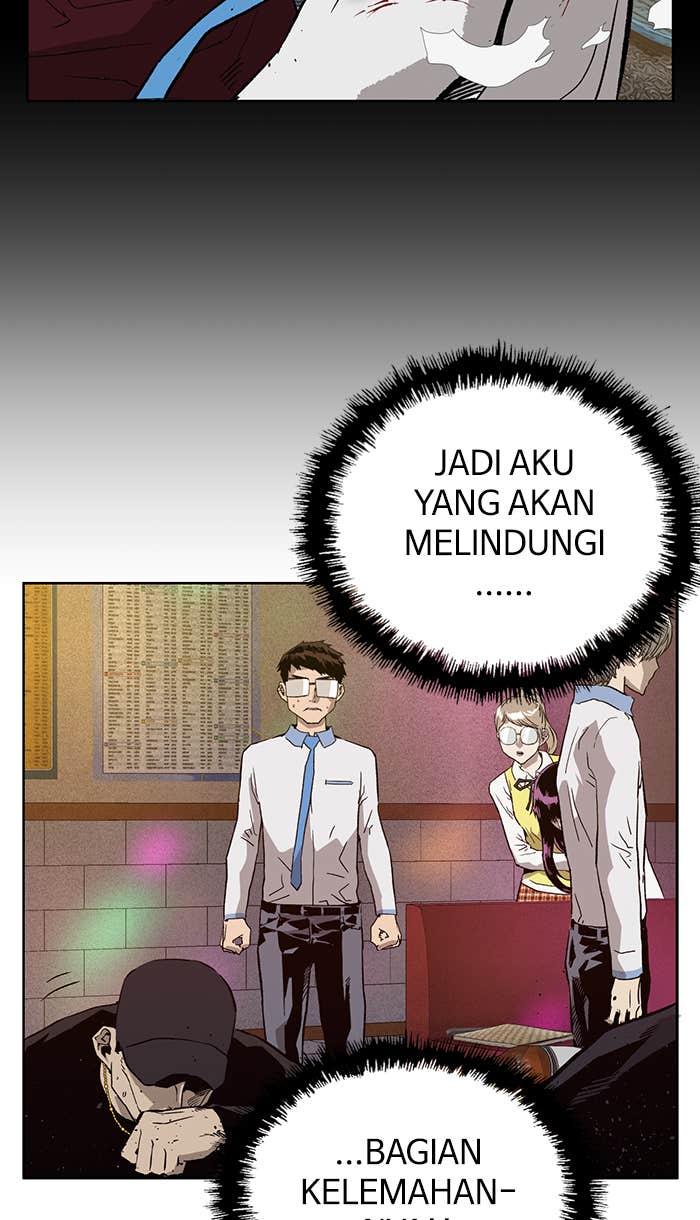 JADI AKU
YANG AKAN
MELINDUNGI
......
...BAGIAN
KELEMAHAN-